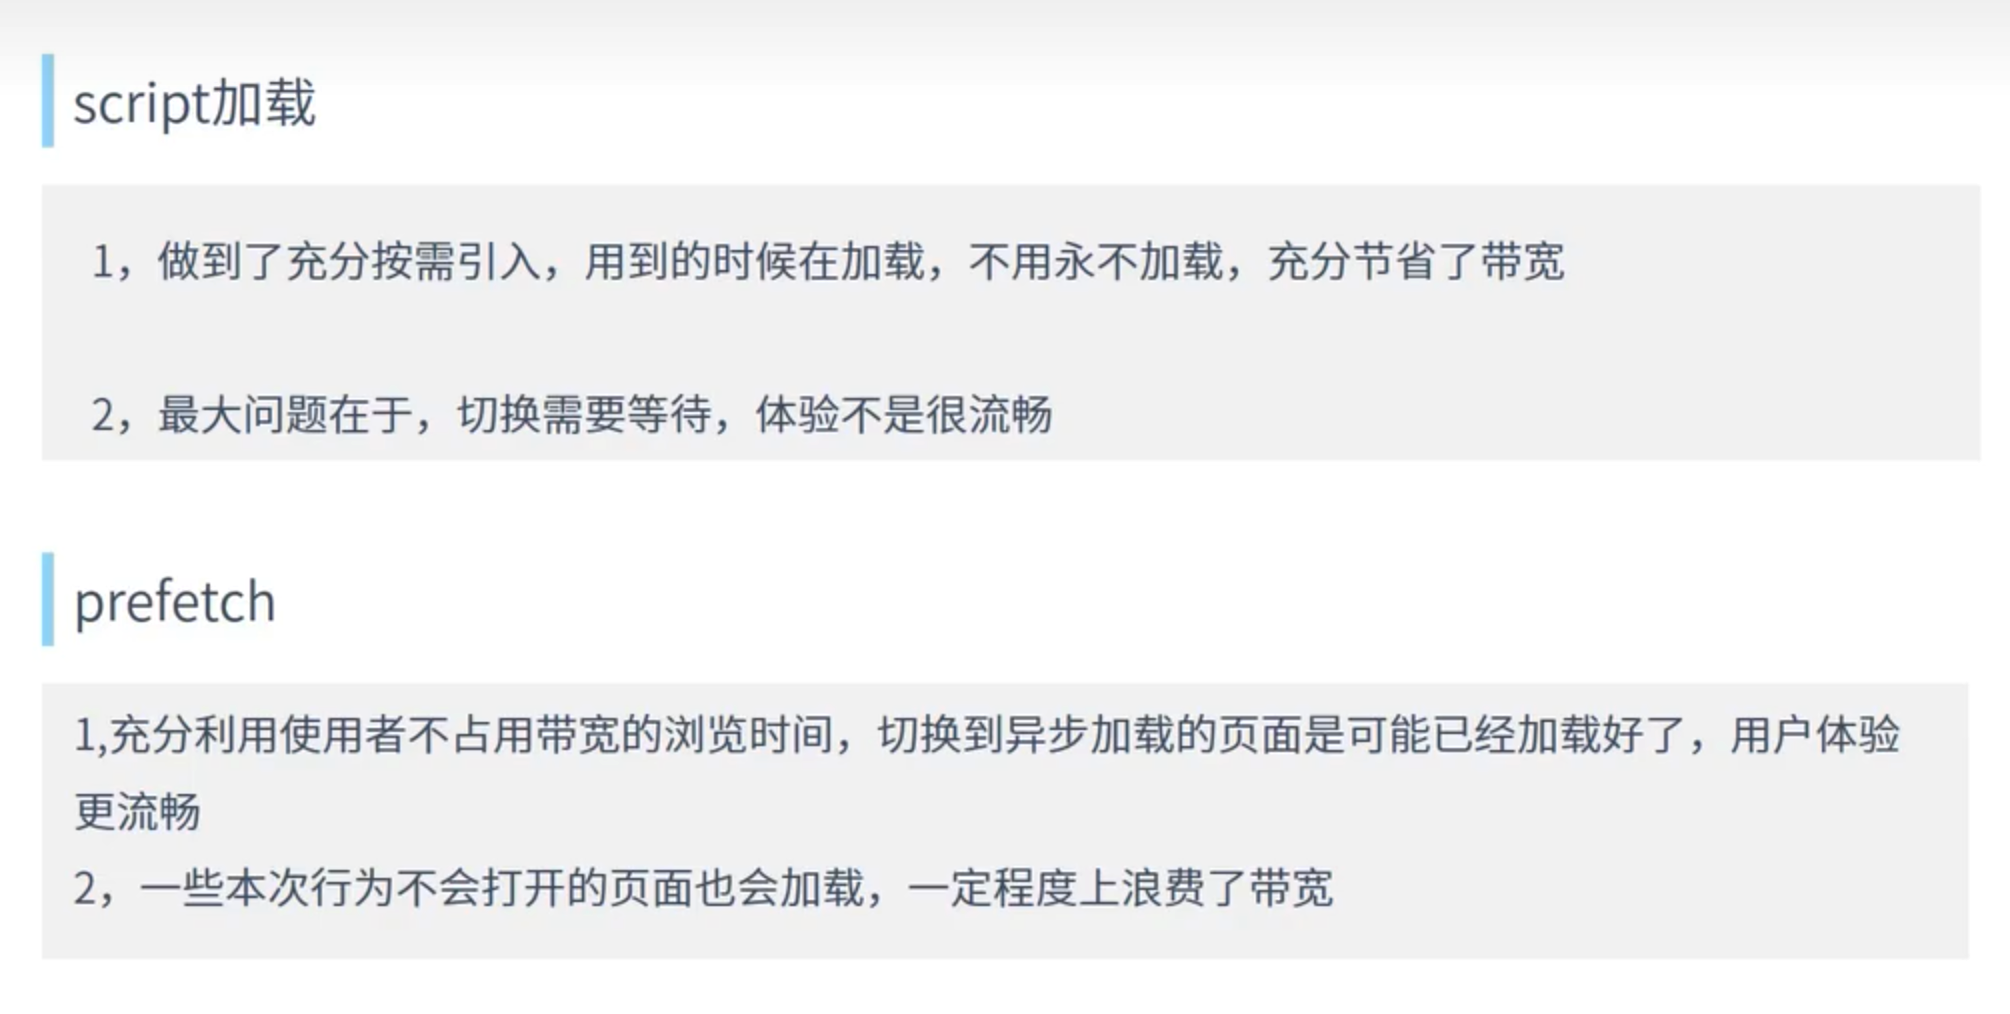 script加载
1，做到了充分按需引入，用到的时候在加载，不用永不加载，充分节省了带宽
2，最大问题在于，切换需要等待，体验不是很流畅
prefetch
1,充分利用使用者不占用带宽的浏览时间，切换到异步加载的页面是可能已经加载好了，用户体验
更流畅
2，一些本次行为不会打开的页面也会加载，一定程度上浪费了带宽